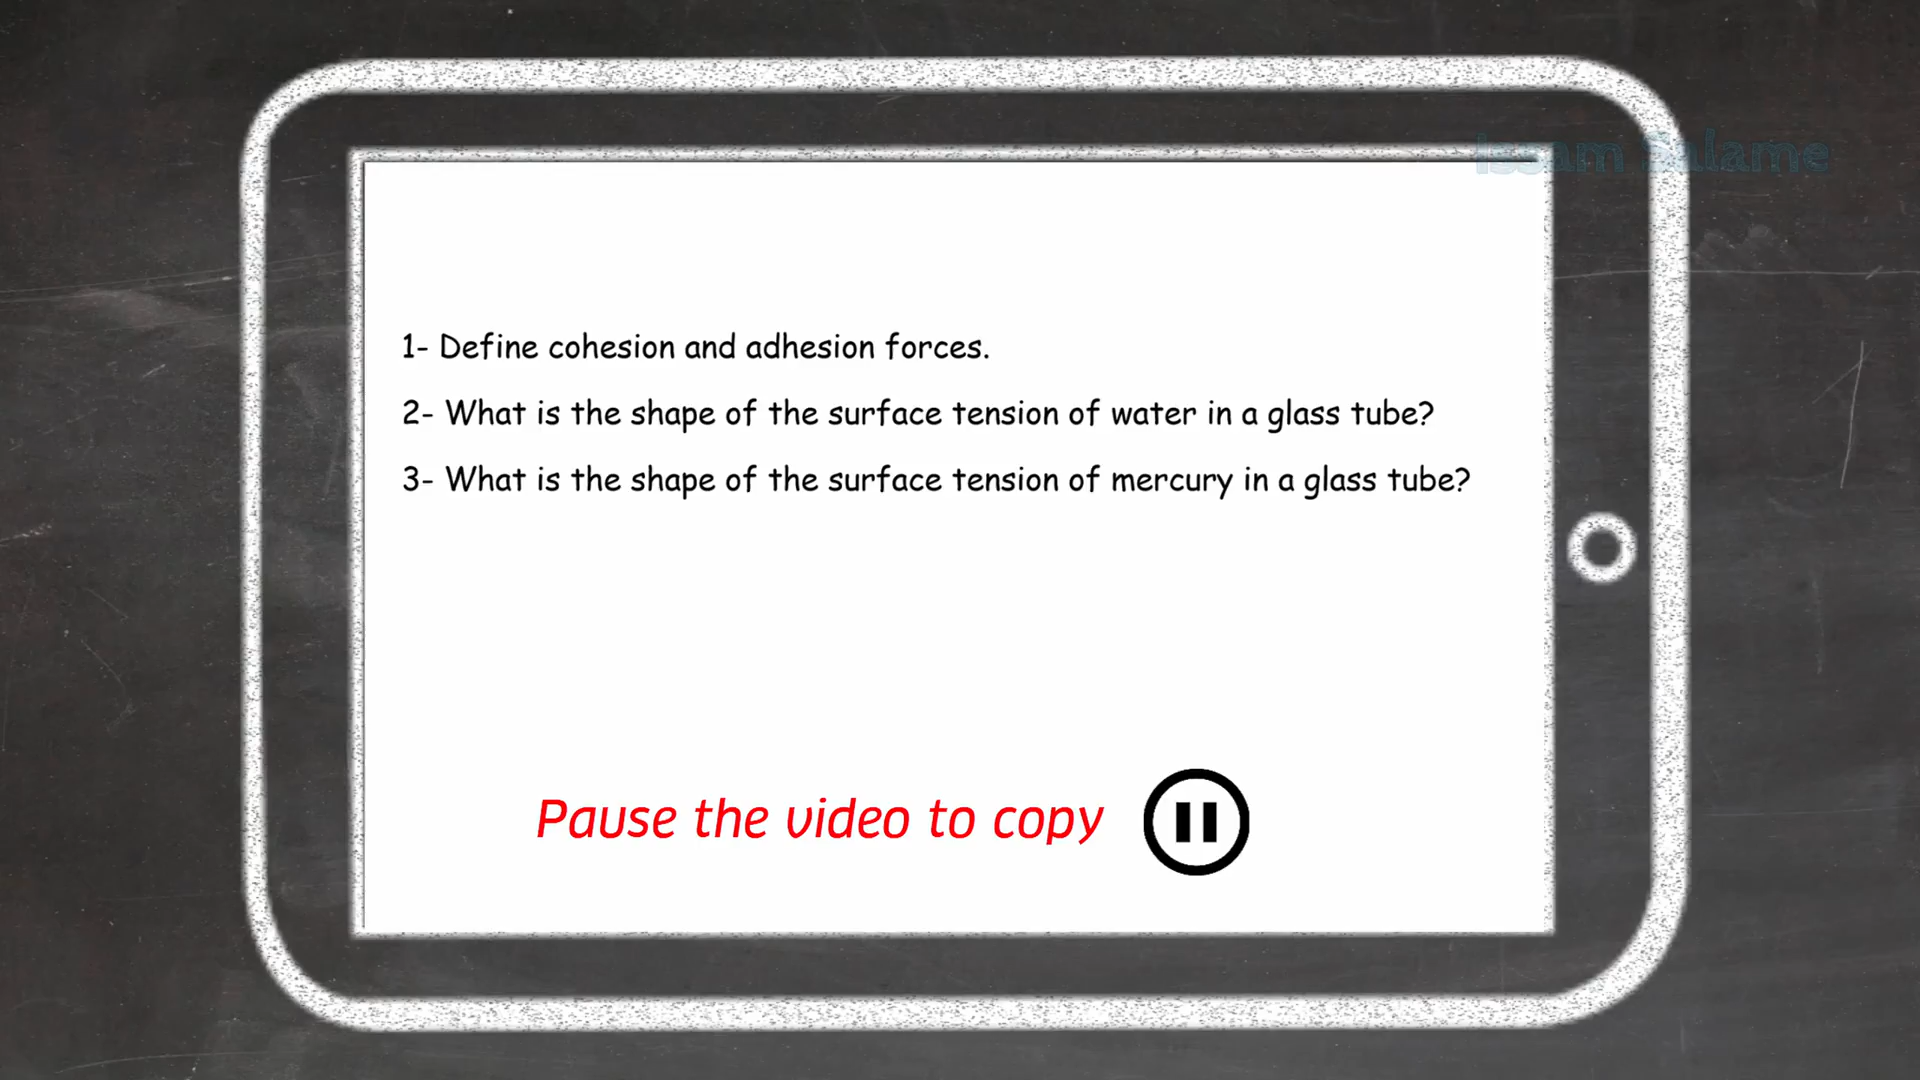 Issam Salame
1- Define cohesion and adhesion forces.
2- What is the shape of the surface tension of water in a glass tube?
3- What is the shape of the surface tension of mercury in a glass tube?
Pause the video to copy